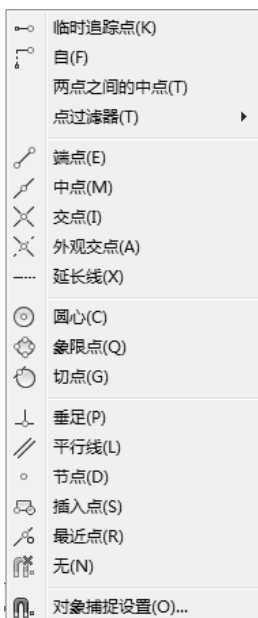 临时追踪点(K)
自(F)
两点之间的中点(T)
点过滤器(T)
端点(E)
中点(M)
交点(I)
外观交点(A)
延长线(X)
圆心(C)
象限点(Q)
切点(G)
垂足(P)
平行线(L)
节点(D)
插入点(S)
最近点(R)
无(N)
对象捕捉设置(O)...